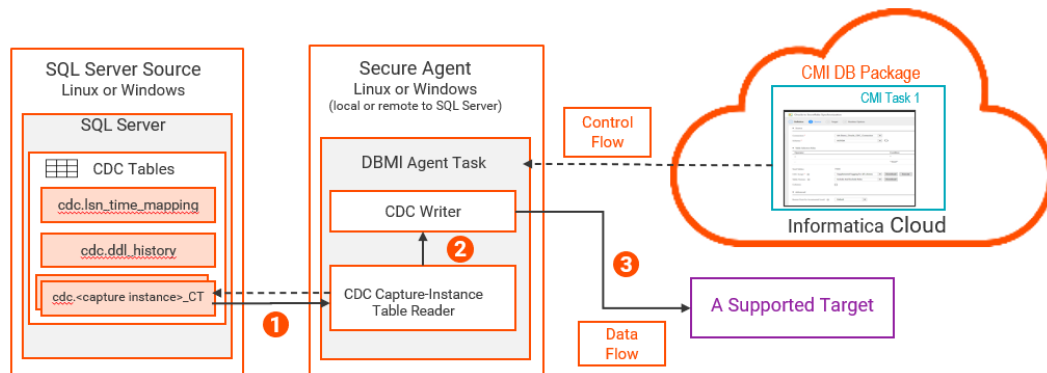 SQL Server Source
Linux or Windows
SQL Server
CDC Tables
cdc.lsn_time_mapping
cdc.ddl_history
cdc.<capture instance>_CT
1
Secure Agent
Linux or Windows
(local or remote to SQL Server)
DBMI Agent Task
CDC Writer
2
CDC Capture-Instance
Table Reader
Control
Flow
3
Data
Flow
CMI DB Package
CMI Task 1
Informatica Cloud
A Supported Target